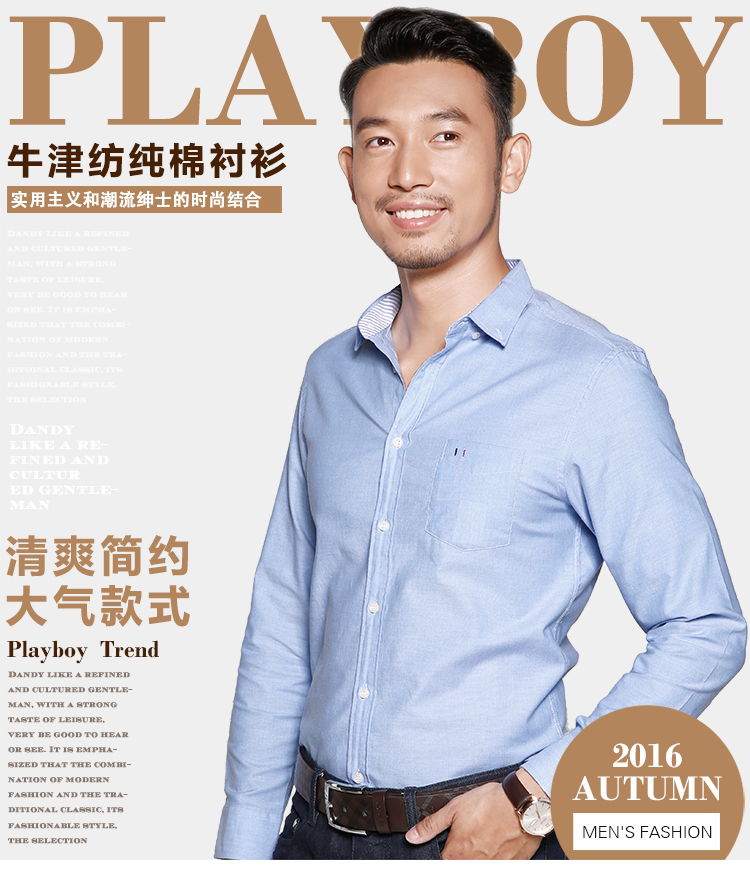 PLAYBOY
牛津纺纯棉衬衫
实用主义和潮流绅士的时尚结合
Dandy like a refined
and cultured gentle-
man, with a strong
taste of leisure,
very be good to hear
or see. It is empha-
sized that the combi-
nation of modern
fashion and the tra-
ditional classic, its
fashionable style,
the selection
Dandy
like a re-
fined and
cultur
ed gentle-
man
清爽简约
大气款式
Playboy Trend
Dandy like a refined
and cultured gentle-
man, with a strong
taste of leisure,
very be good to hear
or see. It is empha-
sized that the combi-
nation of modern
fashion and the tra-
ditional classic, its
fashionable style,
the selection
2016
AUTUMN
MEN'S FASHION